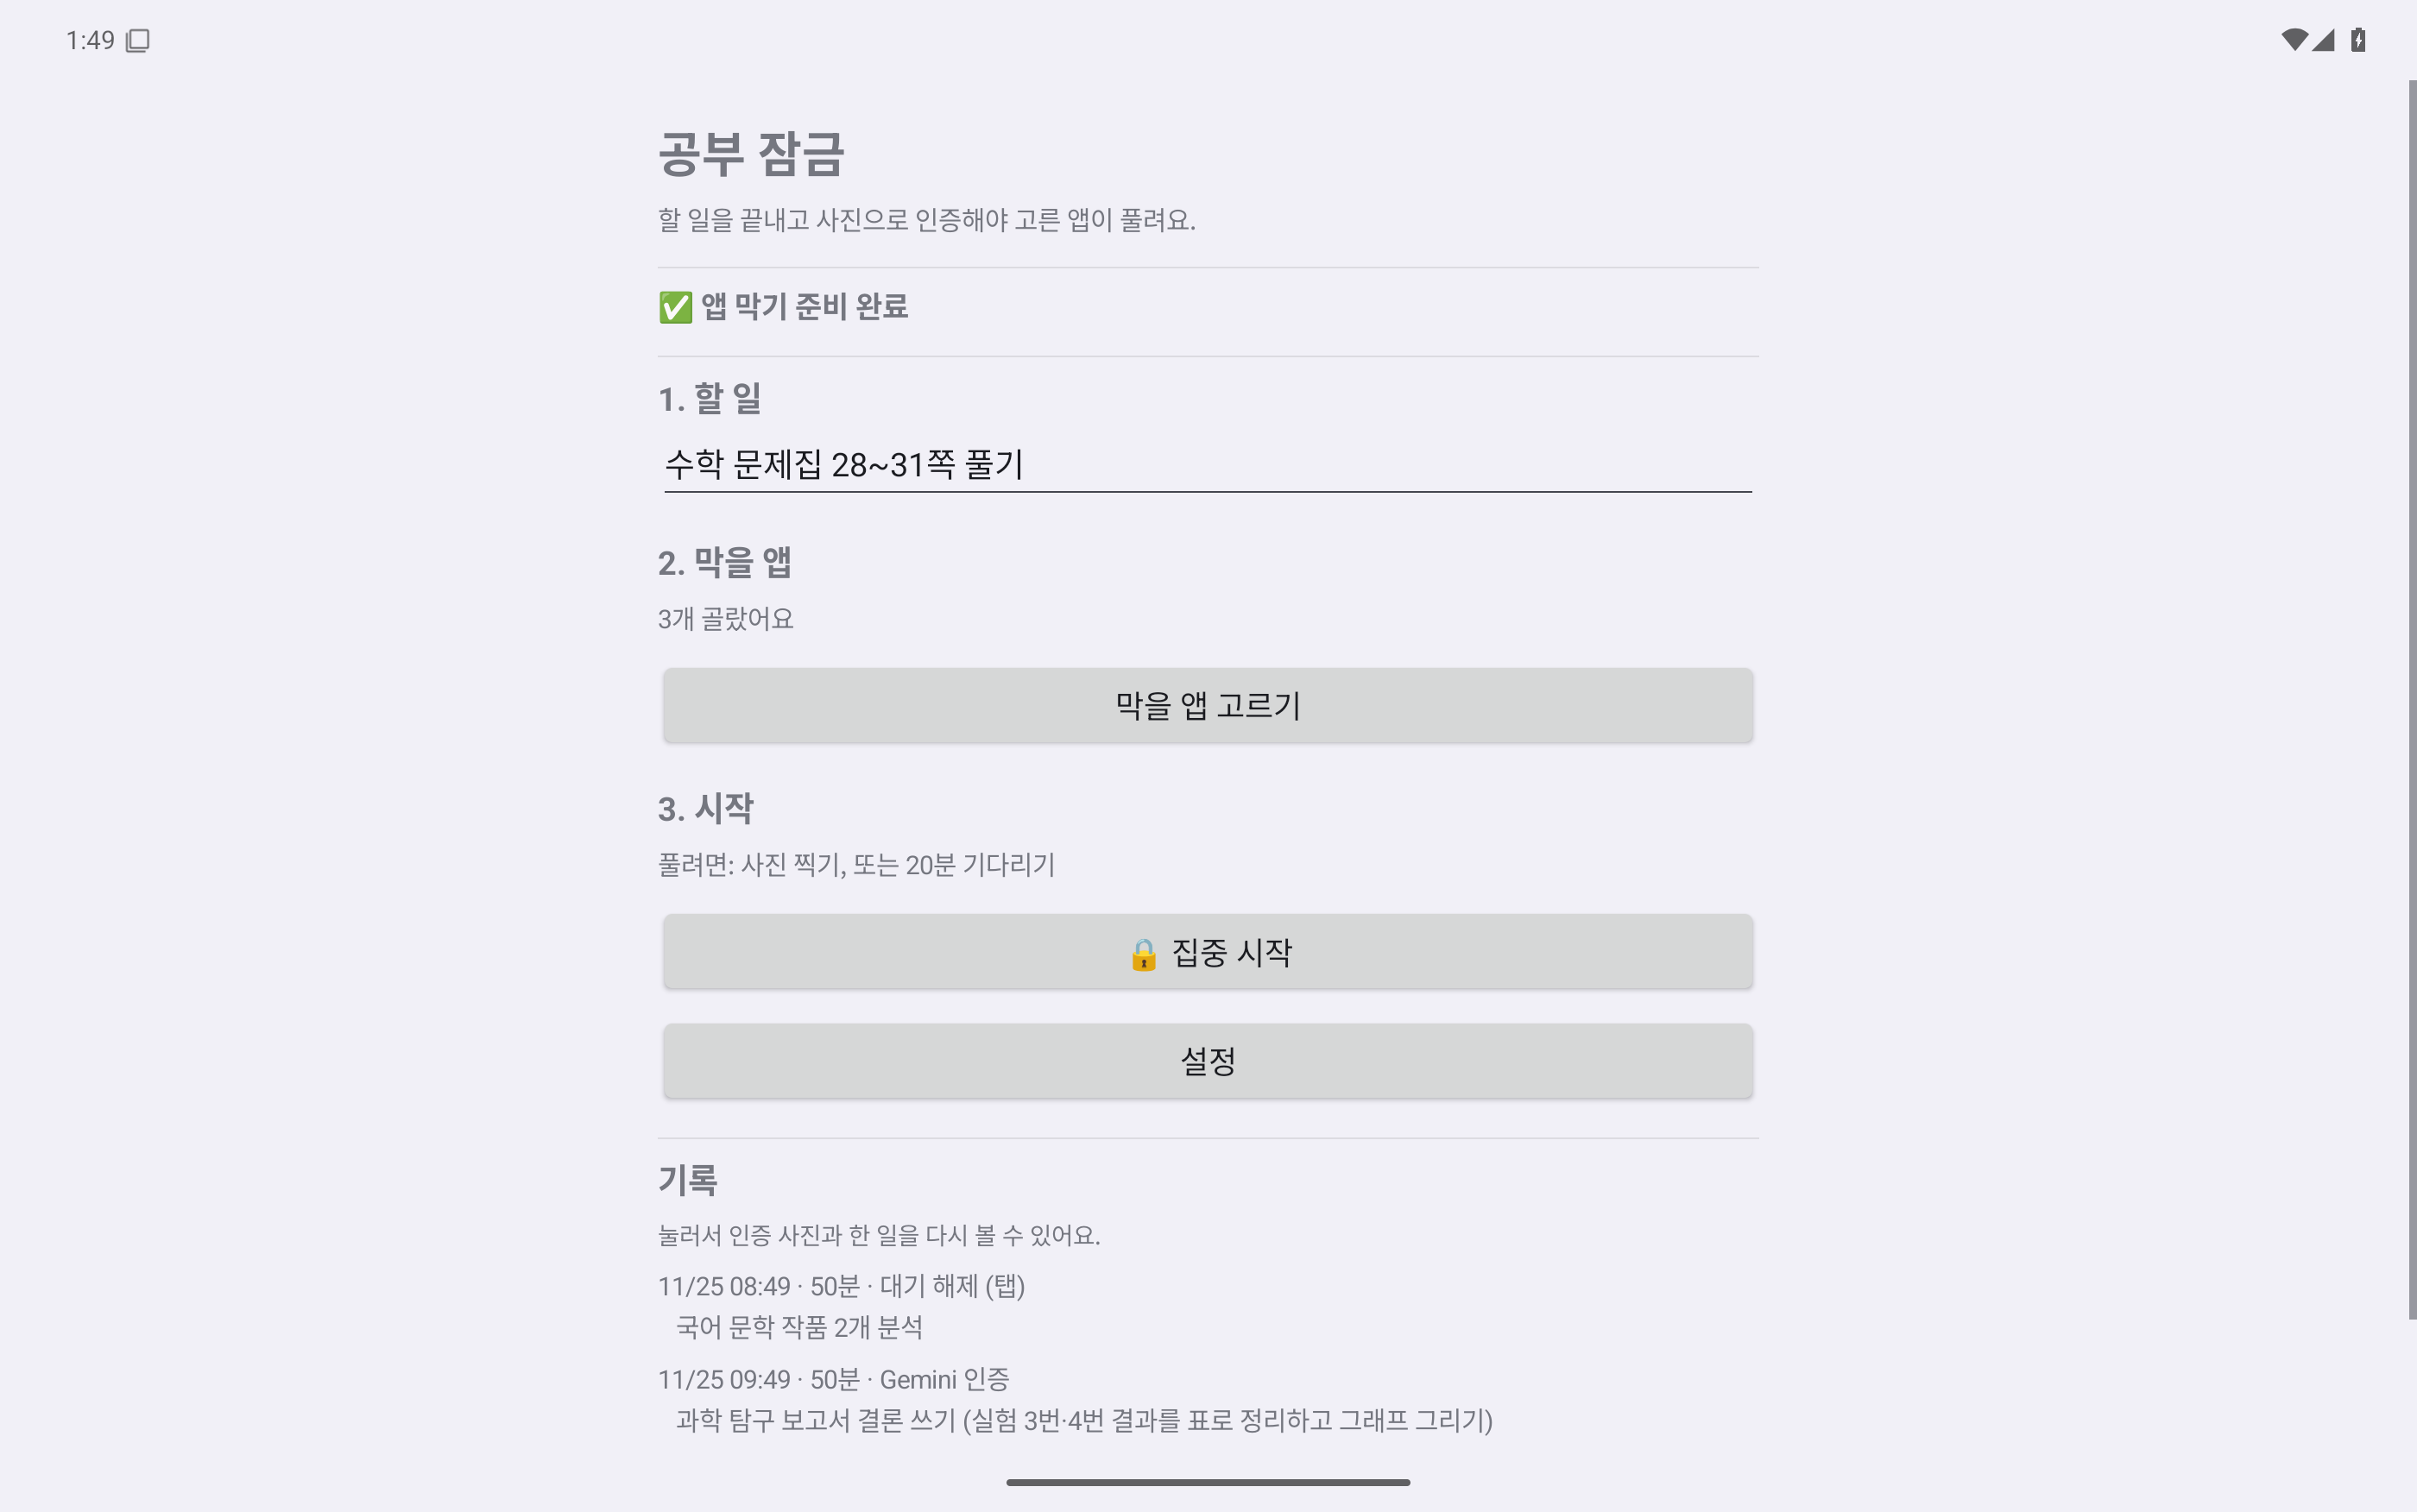 1:49
공부 잠금
할 일을 끝내고 사진으로 인증해야 고른 앱이 풀려요.
✅ 앱 막기 준비 완료
1. 할 일
수학 문제집 28~31쪽 풀기
2. 막을 앱
3개 골랐어요
막을 앱 고르기
3. 시작
풀려면: 사진 찍기, 또는 20분 기다리기
🔒 집중 시작
설정
기록
눌러서 인증 사진과 한 일을 다시 볼 수 있어요.
11/25 08:49 · 50분 · 대기 해제 (탭)
국어 문학 작품 2개 분석
11/25 09:49 · 50분 · Gemini 인증
과학 탐구 보고서 결론 쓰기 (실험 3번·4번 결과를 표로 정리하고 그래프 그리기)